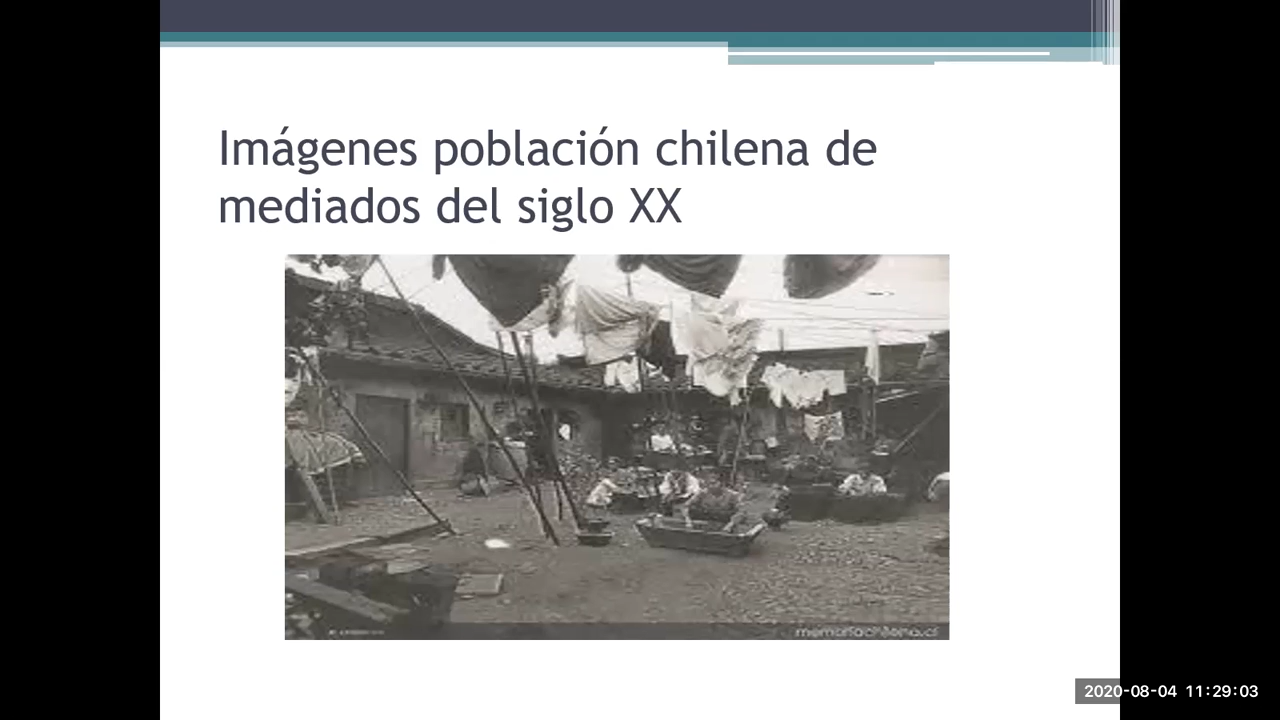 Imágenes población chilena de
mediados del siglo XX
memoriachilena.cl
2020-08-04 11:29:03